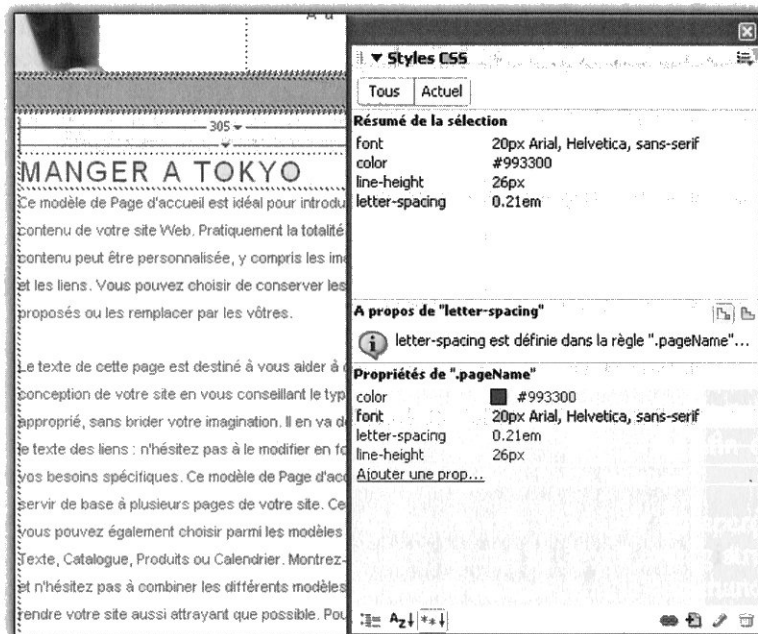 A u
305
MANGER A TOKYO
Ce modèle de Page d'accueil est idéal pour introdu
contenu de votre site Web. Pratiquement la totalité
contenu peut être personnalisée, y compris les im
et les liens. Vous pouvez choisir de conserver les
proposés ou les remplacer par les vôtres.
Le texte de cette page est destiné à vous aider à
conception de votre site en vous conseillant le typ
approprié, sans brider votre imagination. Il en va d
le texte des liens : n'hésitez pas à le modifier en fo
vos besoins spécifiques. Ce modèle de Page d'acc
servir de base à plusieurs pages de votre site. Ce
vous pouvez également choisir parmi les modèles
Texte, Catalogue, Produits ou Calendrier. Montrez-
et n'hésitez pas à combiner les différents modèles
rendre votre site aussi attrayant que possible. Pou
Styles CSS
Tous Actuel
Résumé de la sélection
font 20px Arial, Helvetica, sans-serif
color #993300
line-height 26px
letter-spacing 0.21em
A propos de "letter-spacing"
letter-spacing est définie dans la règle ".pageName"...
Propriétés de ".pageName"
color #993300
font 20px Arial, Helvetica, sans-serif
letter-spacing 0.21em
line-height 26px
Ajouter une prop...